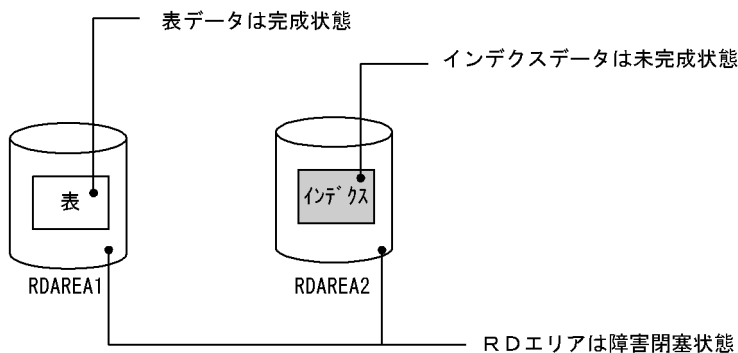 表データは完成状態
インデクスデータは未完成状態
表
インデクス
RDAREA1
RDAREA2
ＲＤエリアは障害閉塞状態